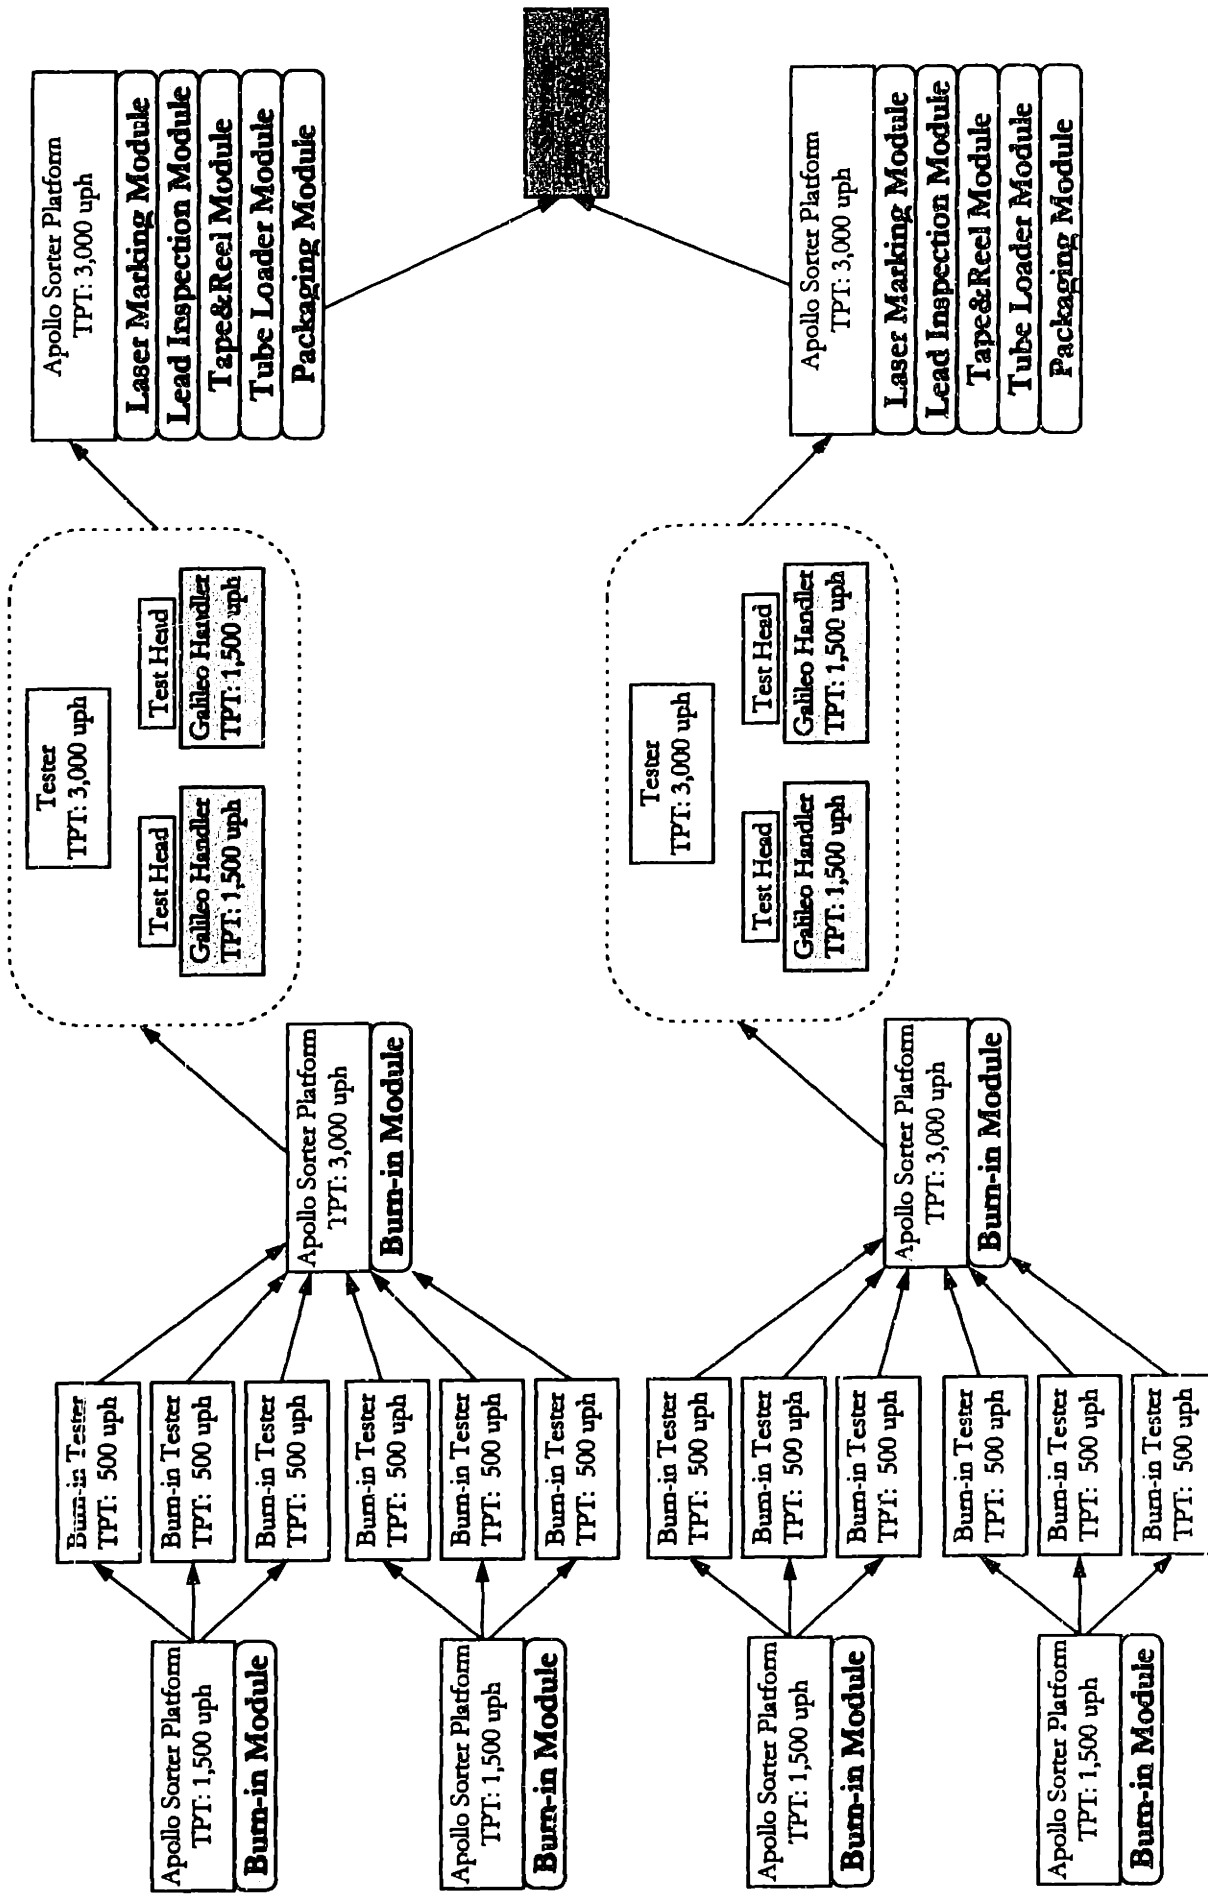 Apollo Sorter Platform
TPT: 1,500 uph
Burn-in Module
Apollo Sorter Platform
TPT: 1,500 uph
Burn-in Module
Apollo Sorter Platform
TPT: 1,500 uph
Burn-in Module
Apollo Sorter Platform
TPT: 1,500 uph
Burn-in Module
Burn-in Tester
TPT: 500 uph
Burn-in Tester
TPT: 500 uph
Burn-in Tester
TPT: 500 uph
Burn-in Tester
TPT: 500 uph
Burn-in Tester
TPT: 500 uph
Burn-in Tester
TPT: 500 uph
Burn-in Tester
TPT: 500 uph
Burn-in Tester
TPT: 500 uph
Burn-in Tester
TPT: 500 uph
Burn-in Tester
TPT: 500 uph
Burn-in Tester
TPT: 500 uph
Burn-in Tester
TPT: 500 uph
Apollo Sorter Platform
TPT: 3,000 uph
Burn-in Module
Apollo Sorter Platform
TPT: 3,000 uph
Burn-in Module
Tester
TPT: 3,000 uph
Test Head
Galileo Handler
TPT: 1,500 uph
Test Head
Galileo Handler
TPT: 1,500 uph
Tester
TPT: 3,000 uph
Test Head
Galileo Handler
TPT: 1,500 uph
Test Head
Galileo Handler
TPT: 1,500 uph
Apollo Sorter Platform
TPT: 3,000 uph
Laser Marking Module
Lead Inspection Module
Tape&Reel Module
Tube Loader Module
Packaging Module
Apollo Sorter Platform
TPT: 3,000 uph
Laser Marking Module
Lead Inspection Module
Tape&Reel Module
Tube Loader Module
Packaging Module